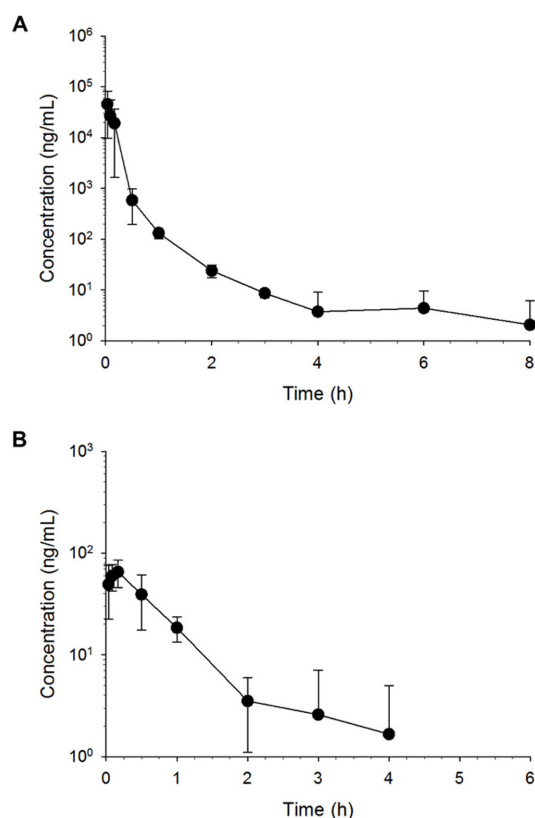 A
Concentration (ng/mL)
10⁶
10⁵
10⁴
10³
10²
10¹
10⁰
0 2 4 6 8
Time (h)
B
Concentration (ng/mL)
10³
10²
10¹
10⁰
0 1 2 3 4 5 6
Time (h)